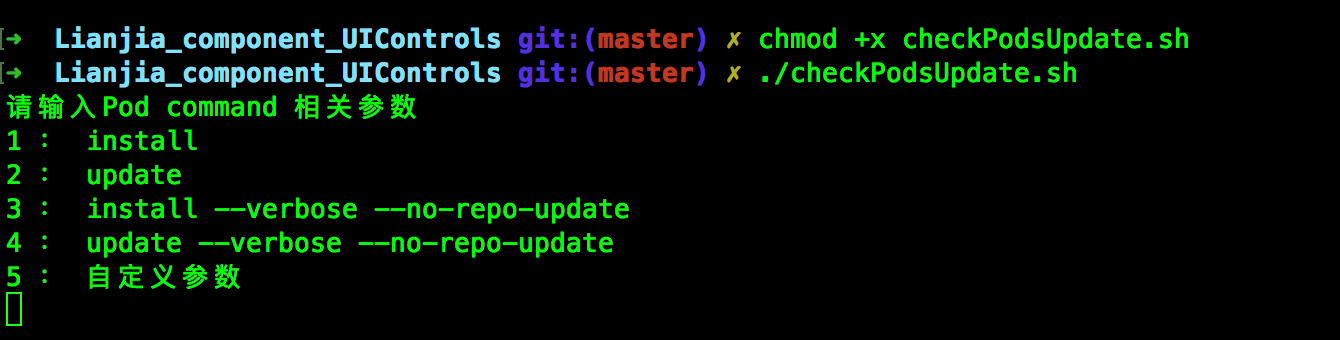 ➜  Lianjia_component_UIControls git:(master) ✗ chmod +x checkPodsUpdate.sh
➜  Lianjia_component_UIControls git:(master) ✗ ./checkPodsUpdate.sh
请输入Pod command 相关参数
1 :  install
2 :  update
3 :  install --verbose --no-repo-update
4 :  update --verbose --no-repo-update
5 :  自定义参数